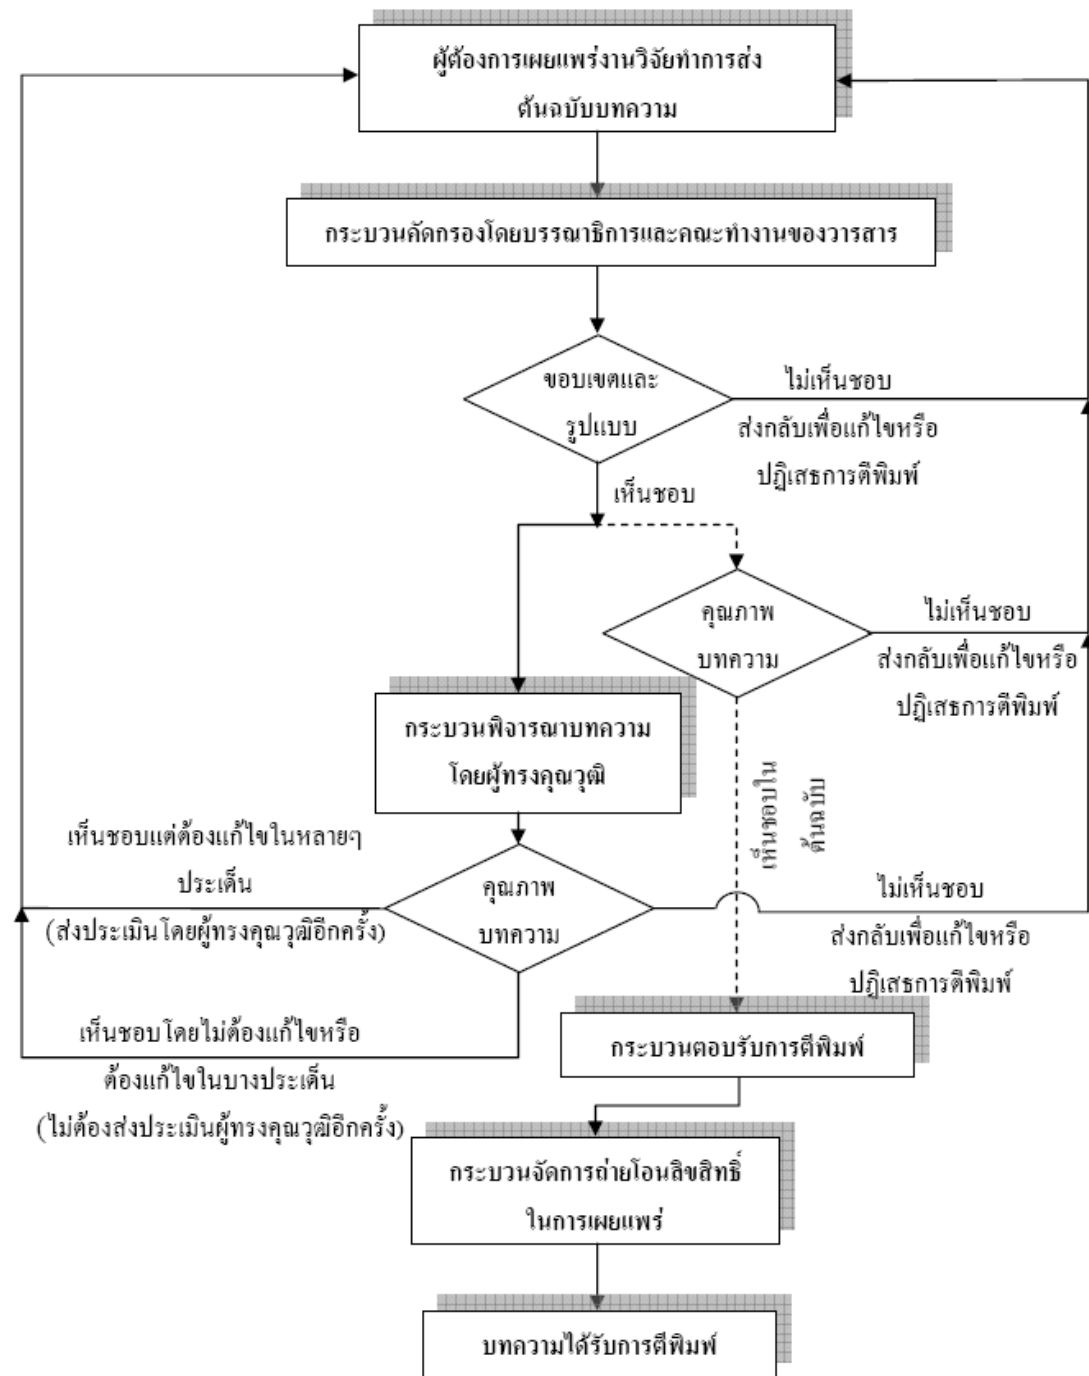 ผู้ต้องการเผยแพร่งานวิจัยทำการส่ง
ต้นฉบับบทความ
กระบวนคัดกรองโดยบรรณาธิการและคณะทำงานของวารสาร
ขอบเขตและ
รูปแบบ
ไม่เห็นชอบ
ส่งกลับเพื่อแก้ไขหรือ
ปฏิเสธการตีพิมพ์
เห็นชอบ
คุณภาพ
บทความ
ไม่เห็นชอบ
ส่งกลับเพื่อแก้ไขหรือ
ปฏิเสธการตีพิมพ์
กระบวนพิจารณาบทความ
โดยผู้ทรงคุณวุฒิ
เห็นชอบใน
ต้นฉบับ
เห็นชอบแต่ต้องแก้ไขในหลายๆ
ประเด็น
(ส่งประเมินโดยผู้ทรงคุณวุฒิอีกครั้ง)
คุณภาพ
บทความ
ไม่เห็นชอบ
ส่งกลับเพื่อแก้ไขหรือ
ปฏิเสธการตีพิมพ์
เห็นชอบโดยไม่ต้องแก้ไขหรือ
ต้องแก้ไขในบางประเด็น
(ไม่ต้องส่งประเมินผู้ทรงคุณวุฒิอีกครั้ง)
กระบวนตอบรับการตีพิมพ์
กระบวนจัดการถ่ายโอนลิขสิทธิ์
ในการเผยแพร่
บทความได้รับการตีพิมพ์